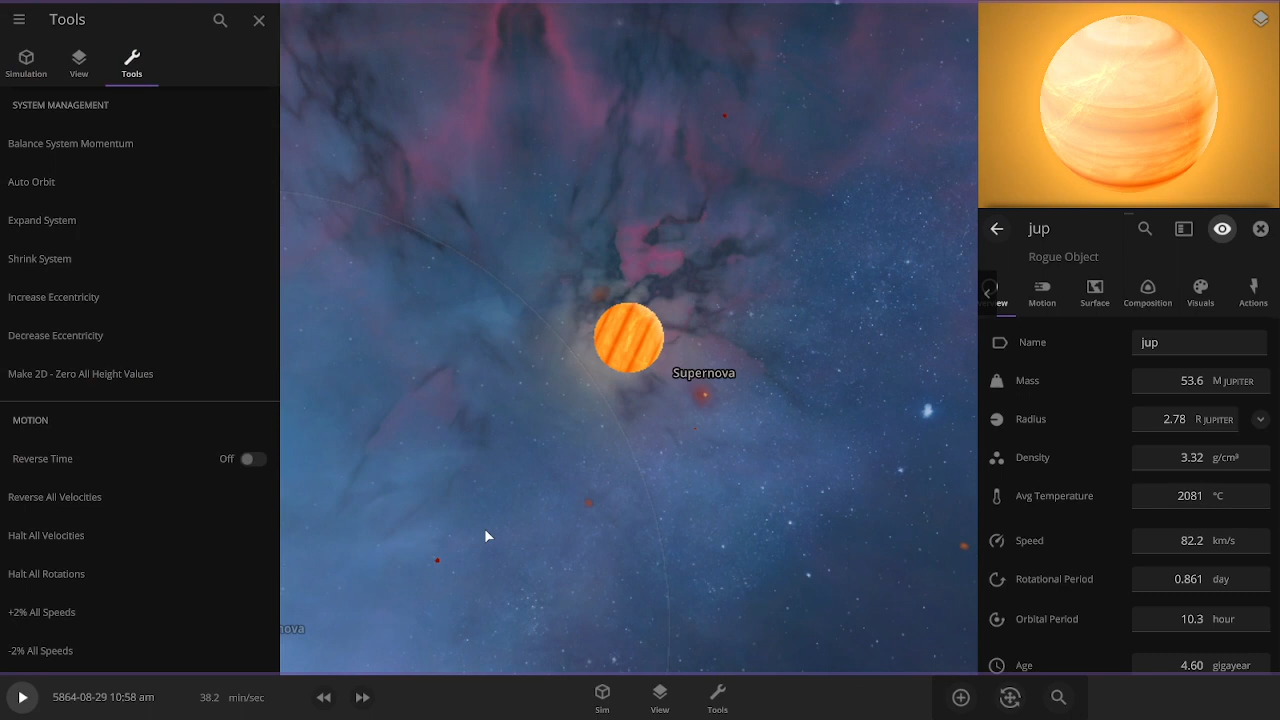 Tools
Simulation View Tools
SYSTEM MANAGEMENT
Balance System Momentum
Auto Orbit
Expand System
Shrink System
Increase Eccentricity
Decrease Eccentricity
Make 2D - Zero All Height Values
MOTION
Reverse Time Off
Reverse All Velocities
Halt All Velocities
Halt All Rotations
+2% All Speeds
-2% All Speeds
Supernova
nova
jup
Rogue Object
ew Motion Surface Composition Visuals Actions
Name jup
Mass 53.6 M JUPITER
Radius 2.78 R JUPITER
Density 3.32 g/cm³
Avg Temperature 2081 °C
Speed 82.2 km/s
Rotational Period 0.861 day
Orbital Period 10.3 hour
Age 4.60 gigayear
5864-08-29 10:58 am 38.2 min/sec
Sim View Tools